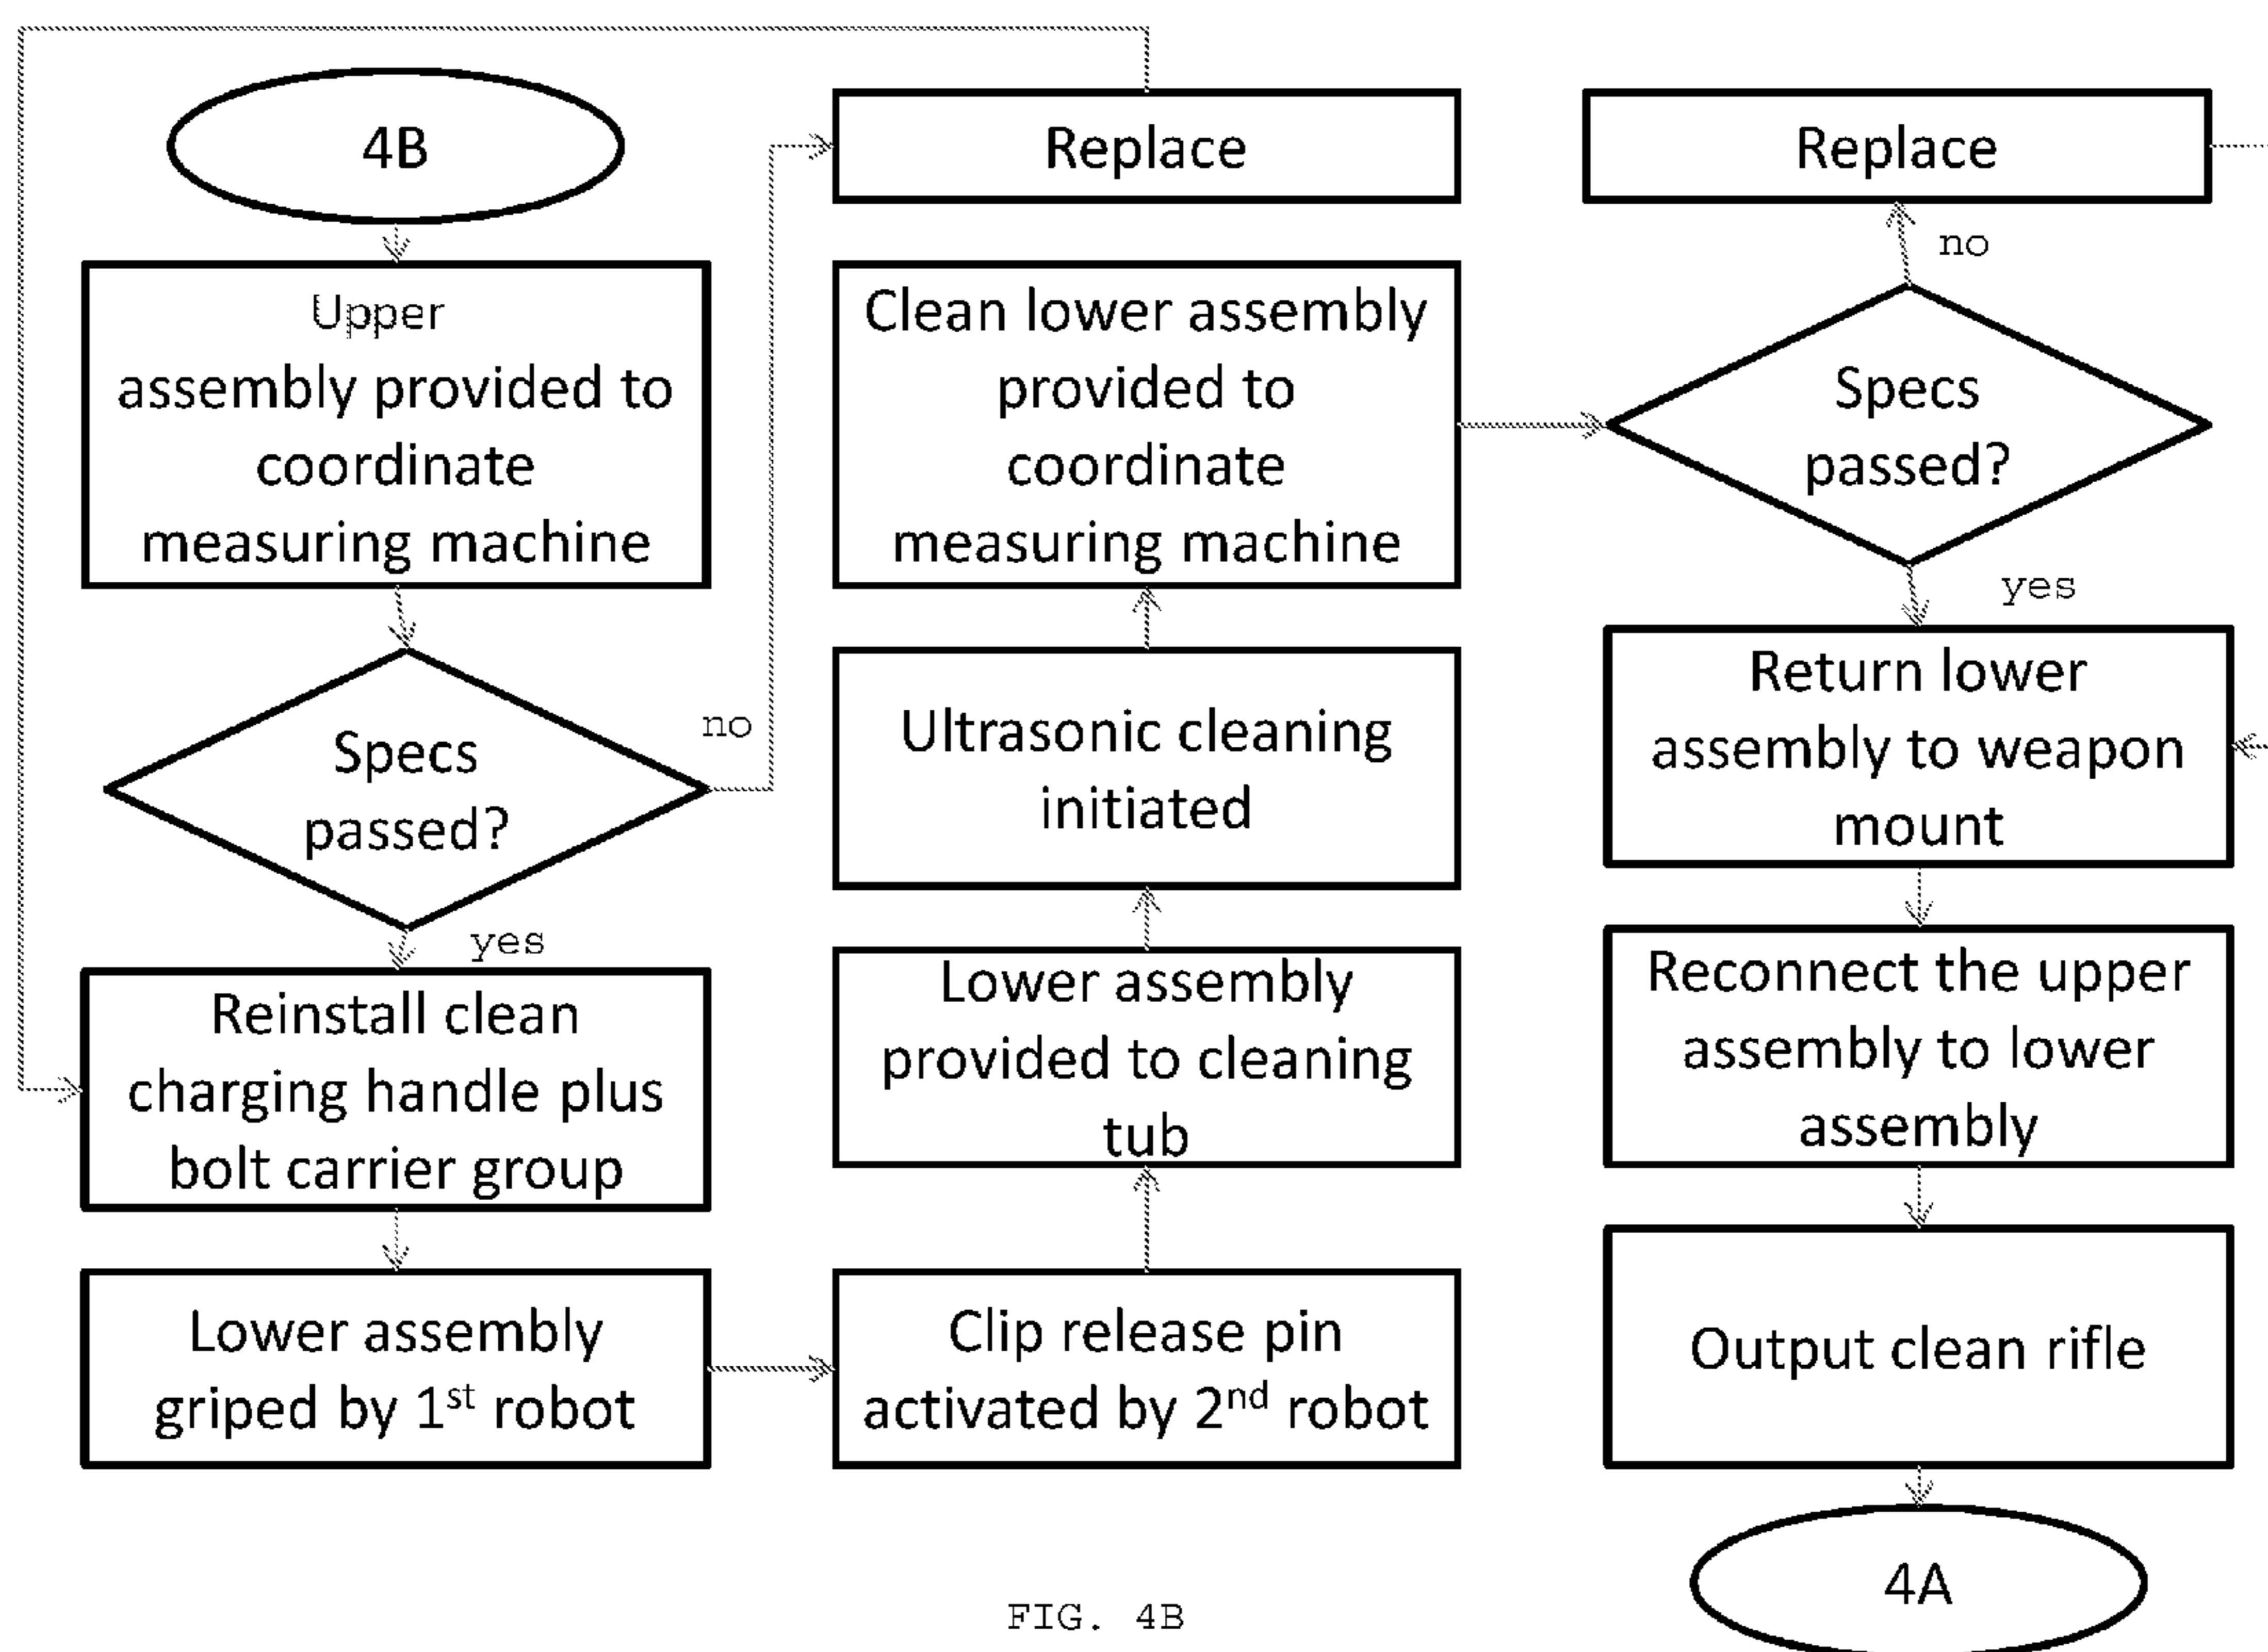 4B
Upper
assembly provided to
coordinate
measuring machine
Specs
passed?
no
yes
Reinstall clean
charging handle plus
bolt carrier group
Lower assembly
griped by 1st robot
Replace
Clean lower assembly
provided to
coordinate
measuring machine
Ultrasonic cleaning
initiated
Lower assembly
provided to cleaning
tub
Clip release pin
activated by 2nd robot
Replace
no
Specs
passed?
yes
Return lower
assembly to weapon
mount
Reconnect the upper
assembly to lower
assembly
Output clean rifle
4A
FIG. 4B